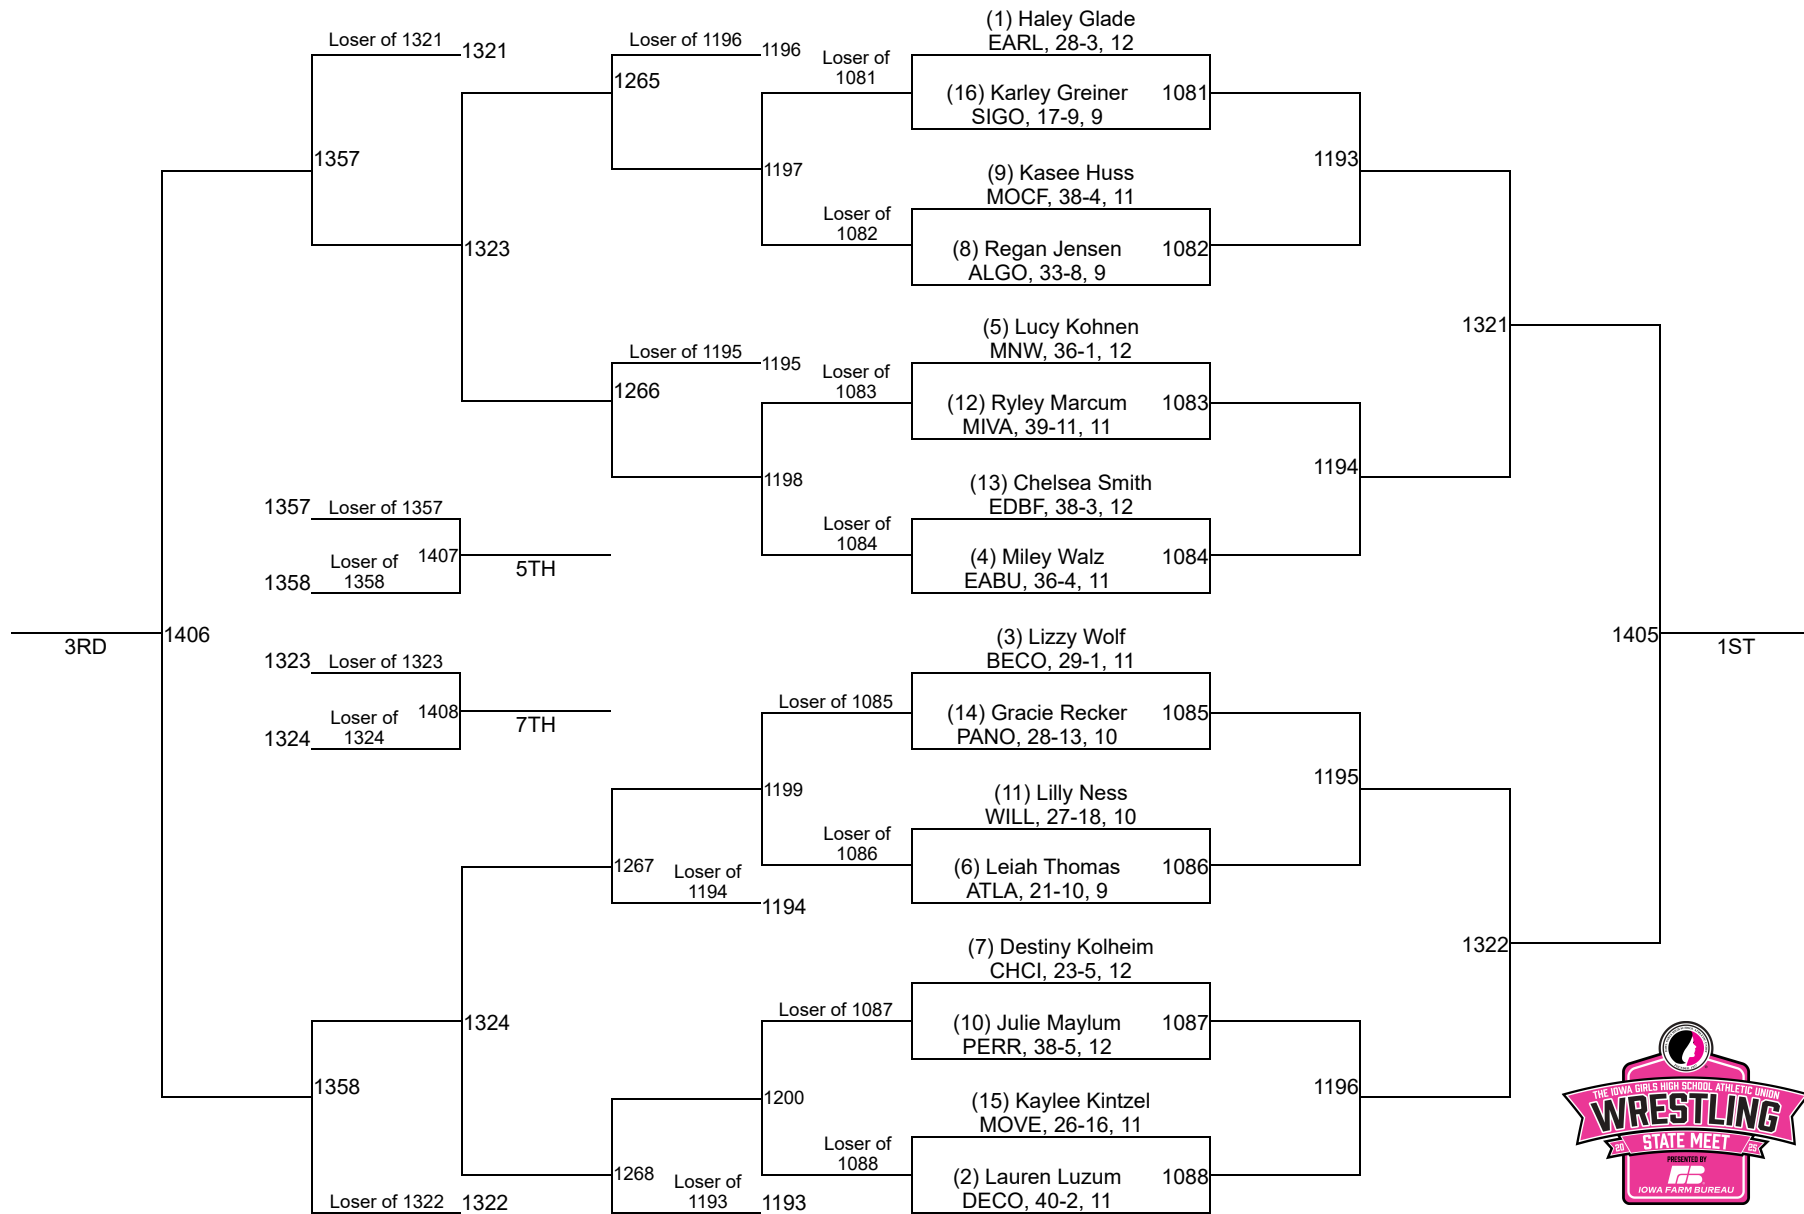 (1) Haley Glade
EARL, 28-3, 12
Loser of 1321
1321
Loser of 1196
1196
Loser of
1081
1265
(16) Karley Greiner
SIGO, 17-9, 9
1081
1357
1197
1193
(9) Kasee Huss
MOCF, 38-4, 11
Loser of
1082
1323
(8) Regan Jensen
ALGO, 33-8, 9
1082
(5) Lucy Kohnen
MNW, 36-1, 12
1321
Loser of 1195
1195
Loser of
1083
1266
(12) Ryley Marcum
MIVA, 39-11, 11
1083
1198
1194
(13) Chelsea Smith
EDBF, 38-3, 12
1357
Loser of 1357
Loser of
1084
1407
5TH
1358
Loser of
1358
(4) Miley Walz
EABU, 36-4, 11
1084
3RD
1406
(3) Lizzy Wolf
BECO, 29-1, 11
1405
1ST
1323
Loser of 1323
Loser of 1085
1408
7TH
1324
Loser of
1324
(14) Gracie Recker
PANO, 28-13, 10
1085
1199
1195
(11) Lilly Ness
WILL, 27-18, 10
Loser of
1086
1267
Loser of
1194
1194
(6) Leiah Thomas
ATLA, 21-10, 9
1086
(7) Destiny Kolheim
CHCI, 23-5, 12
1322
Loser of 1087
1324
(10) Julie Maylum
PERR, 38-5, 12
1087
1358
1200
1196
(15) Kaylee Kintzel
MOVE, 26-16, 11
Loser of
1088
1268
Loser of
1193
1193
(2) Lauren Luzum
DECO, 40-2, 11
1088
Loser of 1322
1322
THE IOWA GIRLS HIGH SCHOOL ATHLETIC UNION
WRESTLING
20 STATE MEET 25
PRESENTED BY
FB
IOWA FARM BUREAU